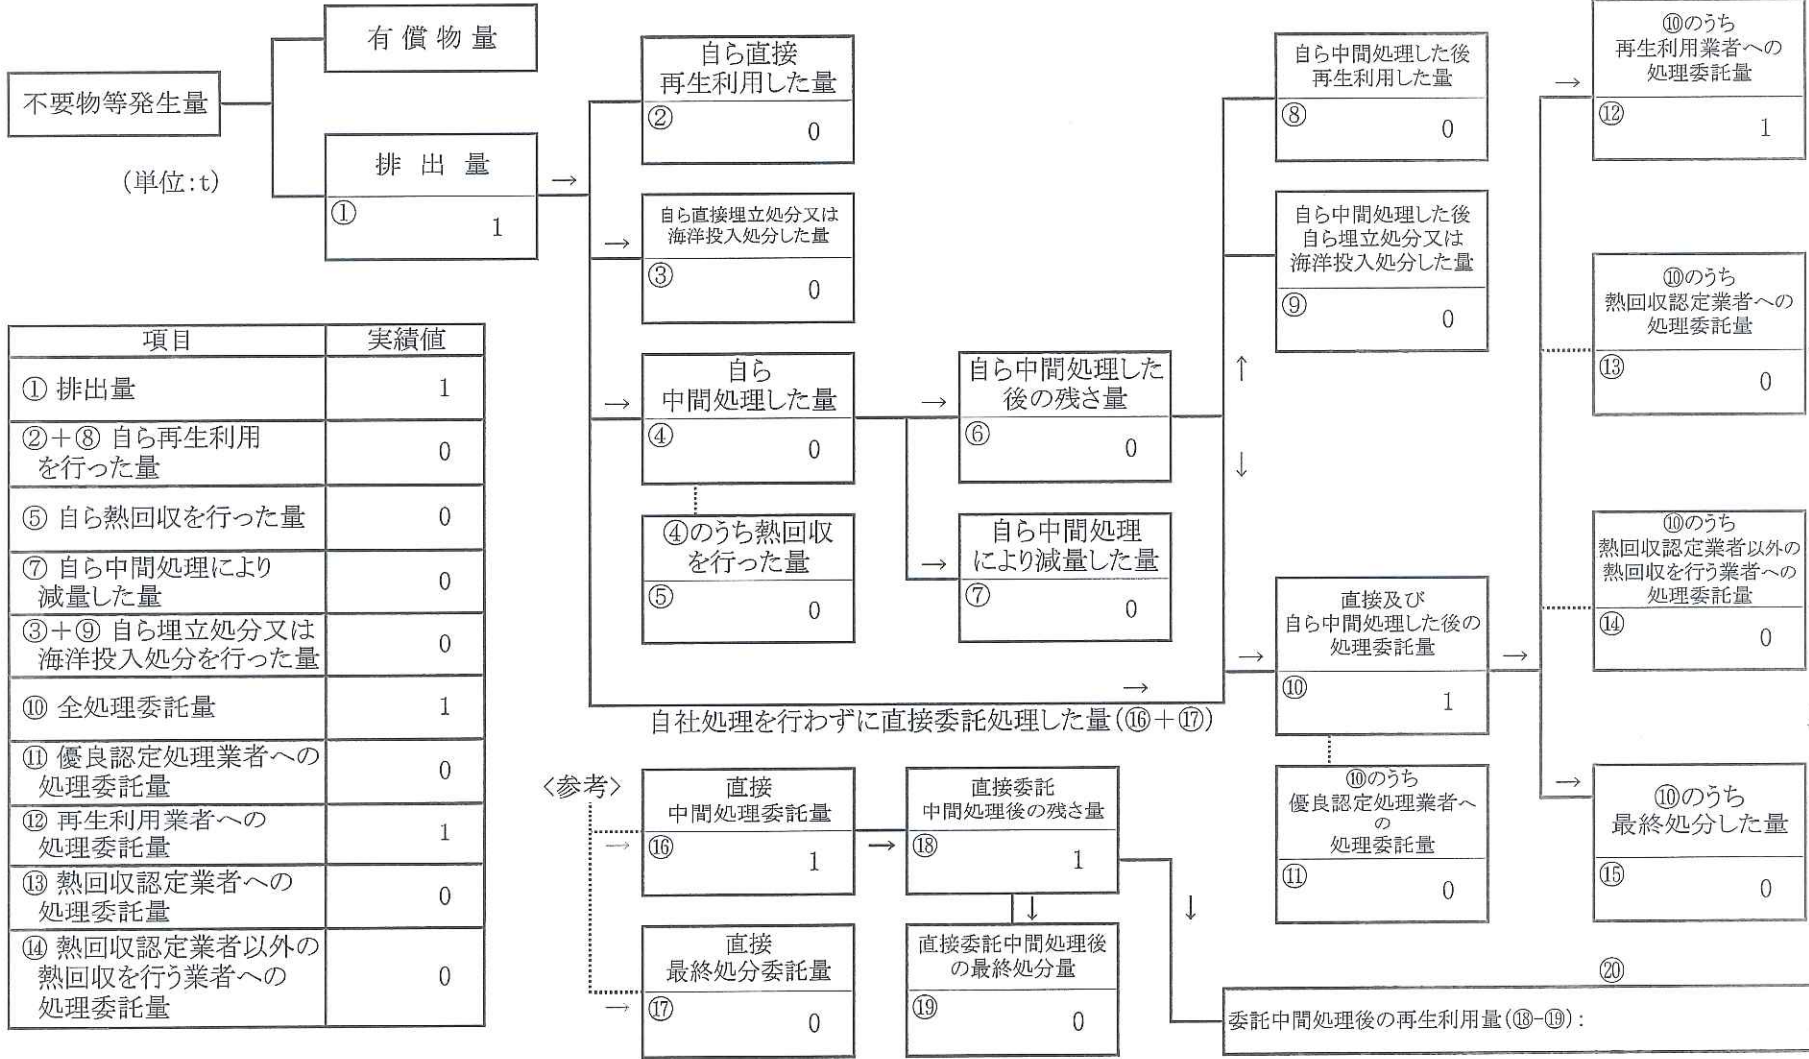 有償物量
不要物等発生量
(単位:t)
排出量
①
1
自ら直接
再生利用した量
②
0
自ら直接埋立処分又は
海洋投入処分した量
③
0
自ら
中間処理した量
④
0
④のうち熱回収
を行った量
⑤
0
自ら中間処理した
後の残さ量
⑥
0
自ら中間処理
により減量した量
⑦
0
自ら中間処理した後
再生利用した量
⑧
0
自ら中間処理した後
自ら埋立処分又は
海洋投入処分した量
⑨
0
直接及び
自ら中間処理した後の
処理委託量
⑩
1
⑩のうち
優良認定処理業者へ
の
処理委託量
⑪
0
⑩のうち
再生利用業者への
処理委託量
⑫
1
⑩のうち
熱回収認定業者への
処理委託量
⑬
0
⑩のうち
熱回収認定業者以外の
熱回収を行う業者への
処理委託量
⑭
0
⑩のうち
最終処分した量
⑮
0
自社処理を行わずに直接委託処理した量(⑯+⑰)
<参考>
直接
中間処理委託量
⑯
1
直接
最終処分委託量
⑰
0
直接委託
中間処理後の残さ量
⑱
1
直接委託中間処理後
の最終処分量
⑲
0
⑳
委託中間処理後の再生利用量(⑱-⑲):
項目 実績値
① 排出量 1
②+⑧ 自ら再生利用
を行った量 0
⑤ 自ら熱回収を行った量 0
⑦ 自ら中間処理により
減量した量 0
③+⑨ 自ら埋立処分又は
海洋投入処分を行った量 0
⑩ 全処理委託量 1
⑪ 優良認定処理業者への
処理委託量 0
⑫ 再生利用業者への
処理委託量 1
⑬ 熱回収認定業者への
処理委託量 0
⑭ 熱回収認定業者以外の
熱回収を行う業者への
処理委託量 0